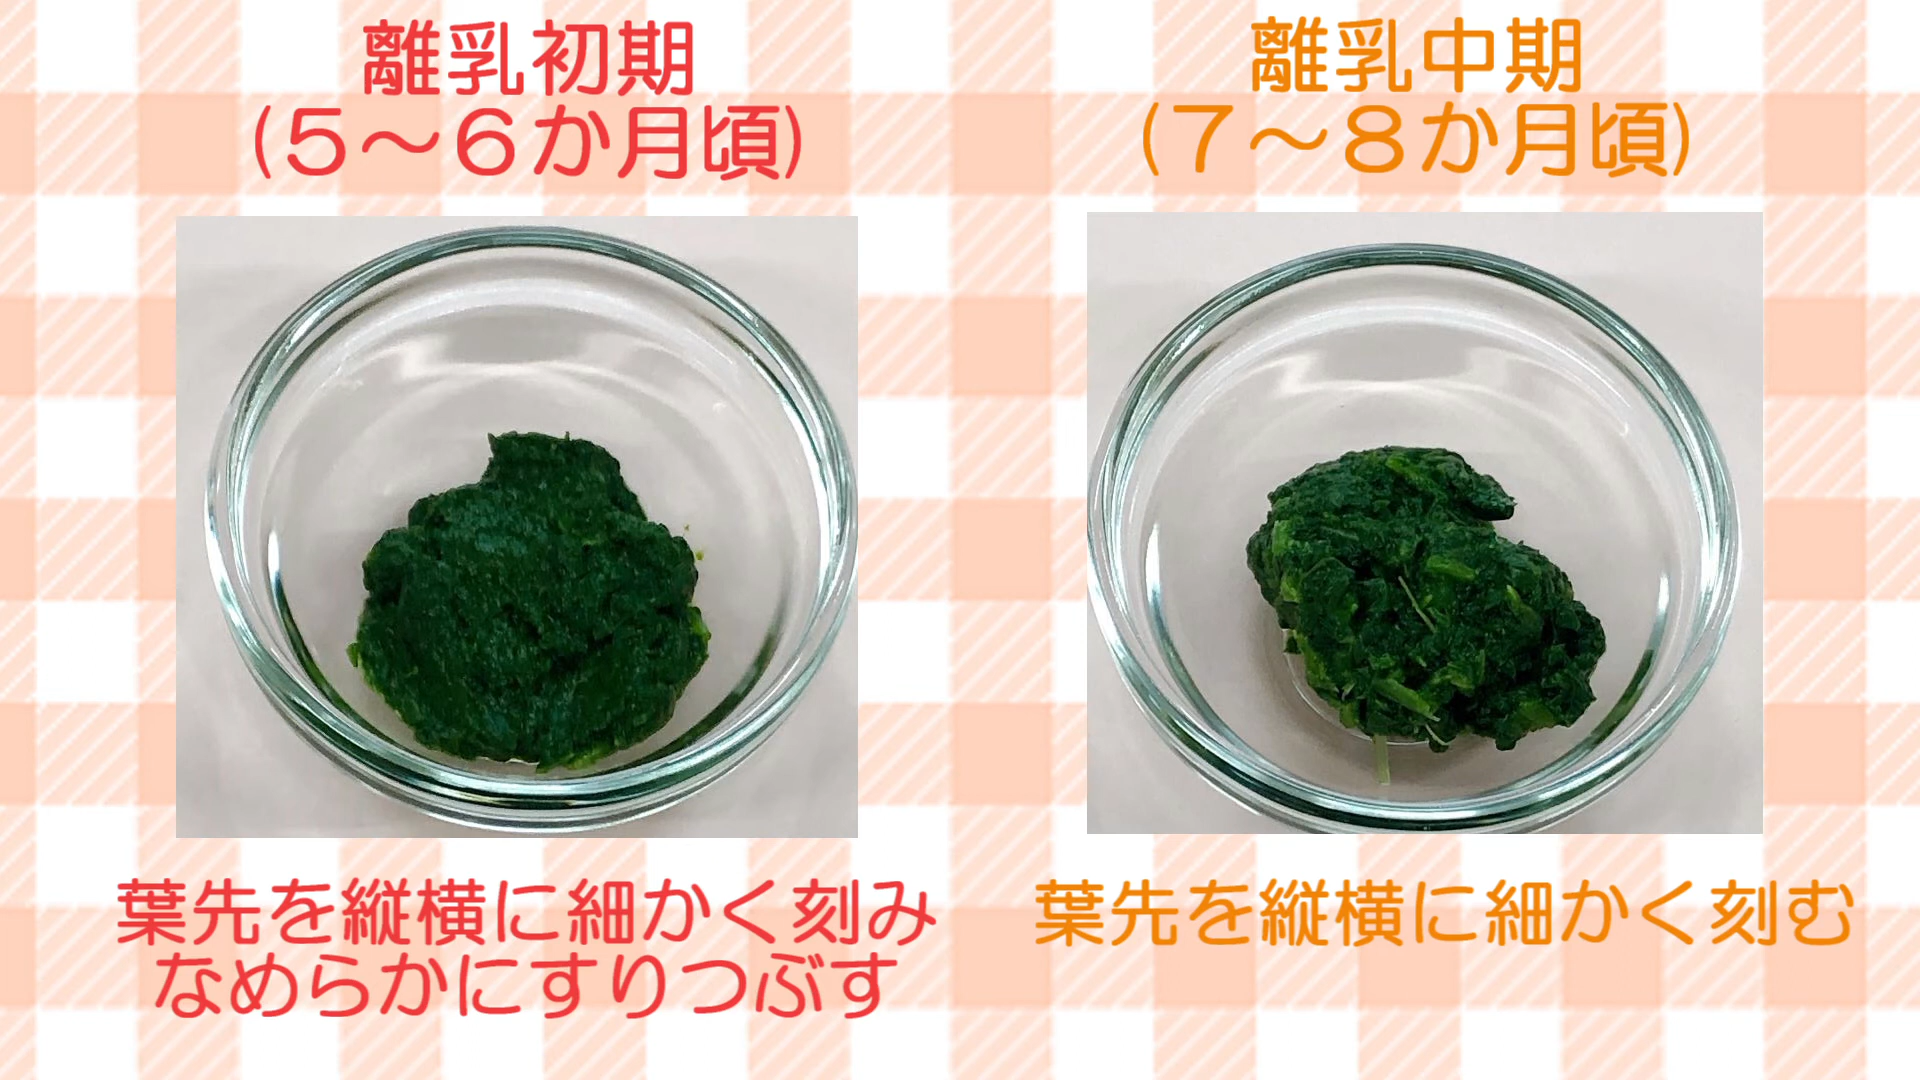 離乳初期
(５～６か月頃)
葉先を縦横に細かく刻み
なめらかにすりつぶす
離乳中期
(７～８か月頃)
葉先を縦横に細かく刻む